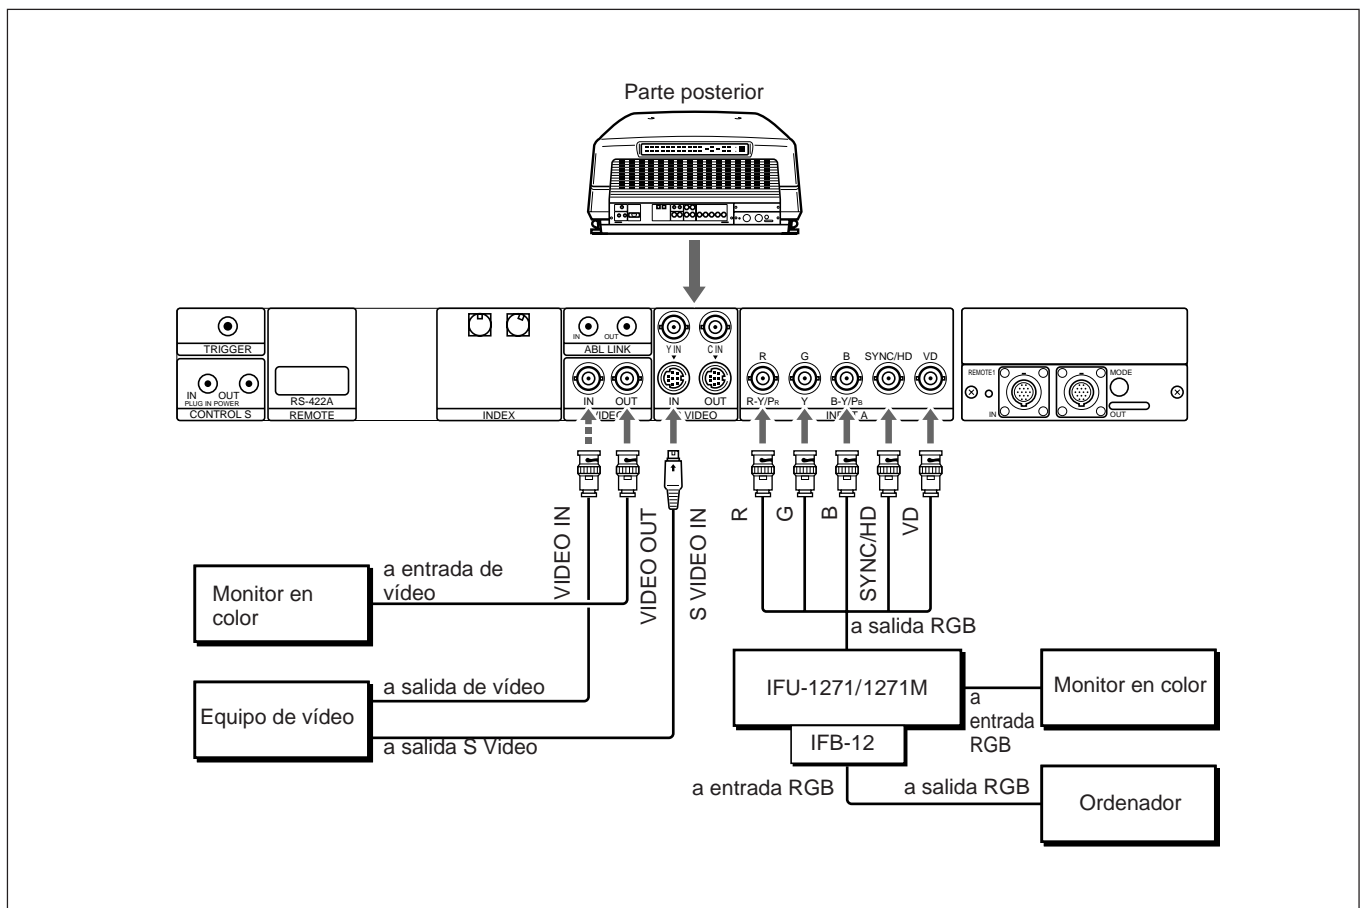 Parte posterior
TRIGGER
IN OUT
PLUG IN POWER
CONTROL S
RS-422A
REMOTE
INDEX
IN OUT
ABL LINK
IN OUT
VIDEO
Y IN C IN
IN OUT
VIDEO
R G B SYNC/HD VD
R-Y/PR Y B-Y/PB
INPUT A
REMOTE1
IN
MODE
OUT
VIDEO IN
VIDEO OUT
S VIDEO IN
R
G
B
SYNC/HD
VD
Monitor en
color
a entrada de
vídeo
Equipo de vídeo
a salida de vídeo
a salida S Video
a salida RGB
IFU-1271/1271M
IFB-12
a
entrada
RGB
Monitor en color
a entrada RGB
a salida RGB
Ordenador